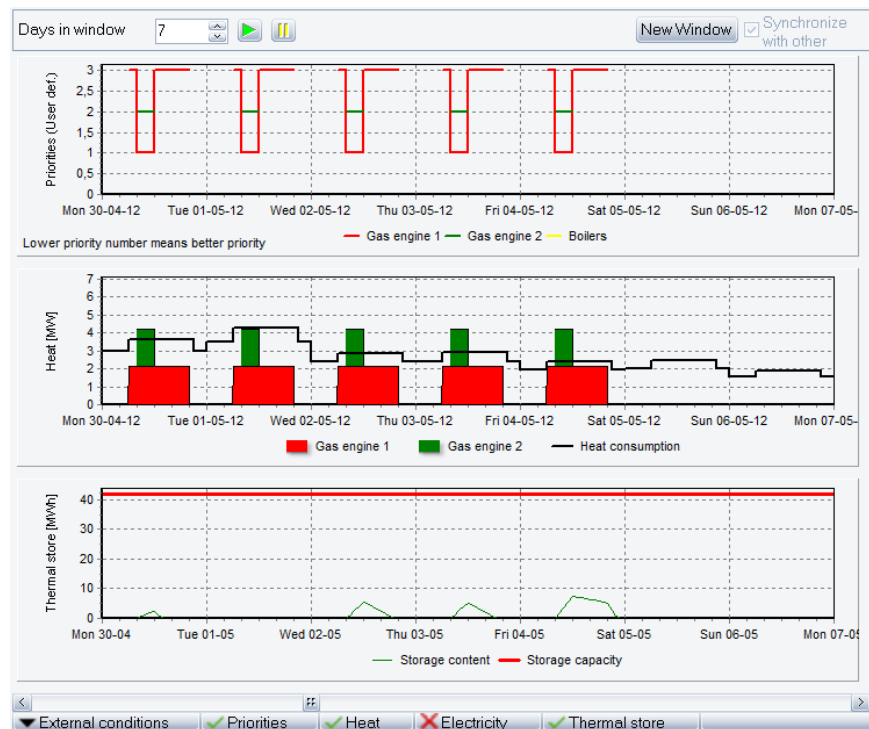 Days in window 7 New Window Synchronize
with other
Priorities (User def.)
3
2,5
2
1,5
1
0,5
0
Mon 30-04-12 Tue 01-05-12 Wed 02-05-12 Thu 03-05-12 Fri 04-05-12 Sat 05-05-12 Sun 06-05-12 Mon 07-05-
Gas engine 1 Gas engine 2 Boilers
Lower priority number means better priority
Heat [MW]
7
6
5
4
3
2
1
0
Mon 30-04-12 Tue 01-05-12 Wed 02-05-12 Thu 03-05-12 Fri 04-05-12 Sat 05-05-12 Sun 06-05-12 Mon 07-05-
Gas engine 1 Gas engine 2 Heat consumption
Thermal store [MWh]
40
30
20
10
0
Mon 30-04 Tue 01-05 Wed 02-05 Thu 03-05 Fri 04-05 Sat 05-05 Sun 06-05 Mon 07-05
Storage content Storage capacity
External conditions Priorities Heat Electricity Thermal store